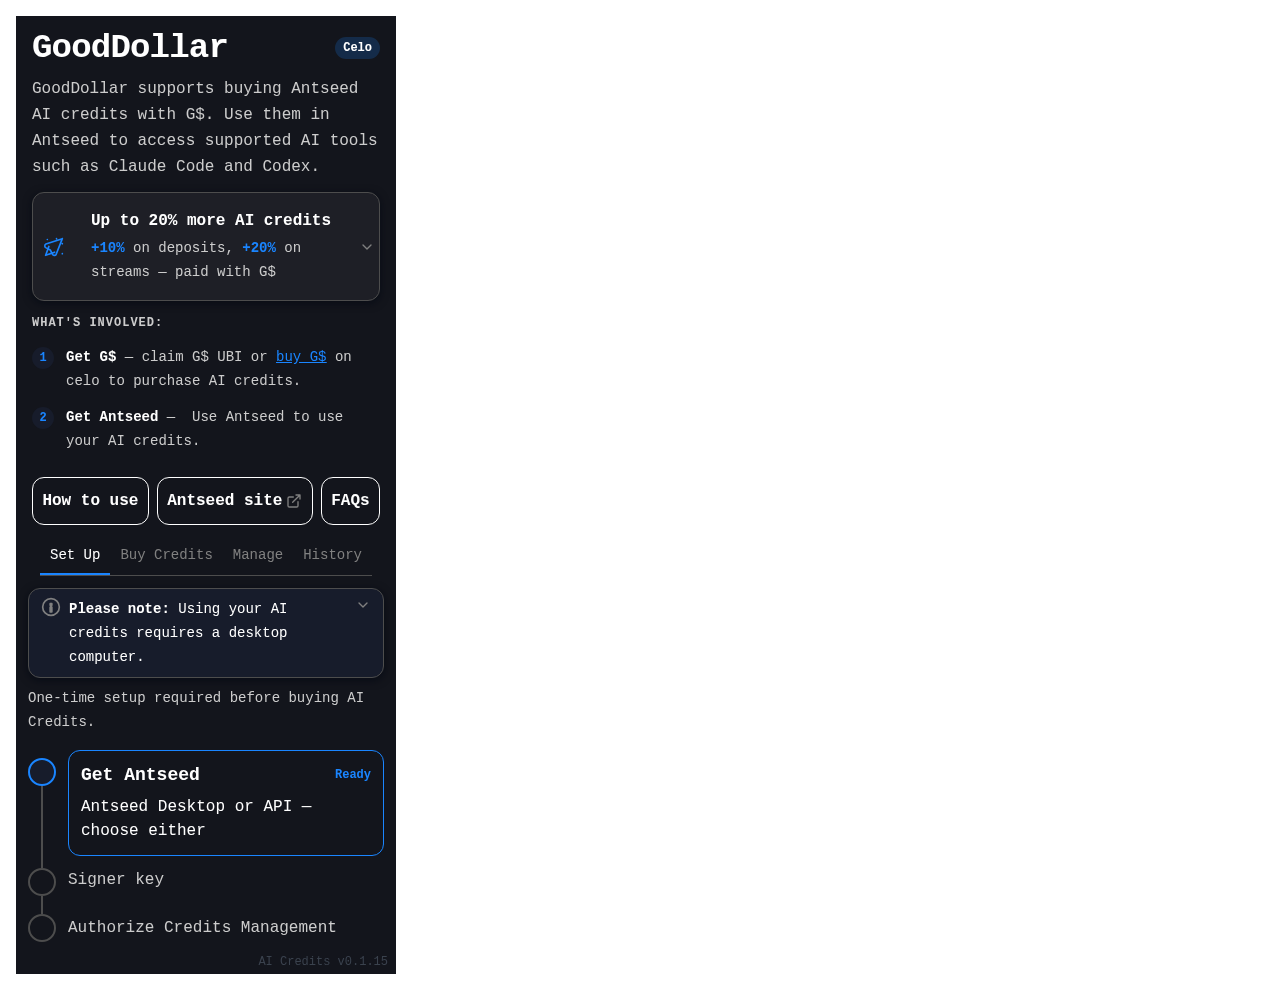 GoodDollar
Celo
GoodDollar supports buying Antseed
AI credits with G$. Use them in
Antseed to access supported AI tools
such as Claude Code and Codex.
Up to 20% more AI credits
+10% on deposits, +20% on
streams — paid with G$
WHAT'S INVOLVED:
1 Get G$ — claim G$ UBI or buy G$ on
celo to purchase AI credits.
2 Get Antseed —  Use Antseed to use
your AI credits.
How to use Antseed site FAQs
Set Up Buy Credits Manage History
Please note: Using your AI
credits requires a desktop
computer.
One-time setup required before buying AI
Credits.
Get Antseed Ready
Antseed Desktop or API —
choose either
Signer key
Authorize Credits Management
AI Credits v0.1.15